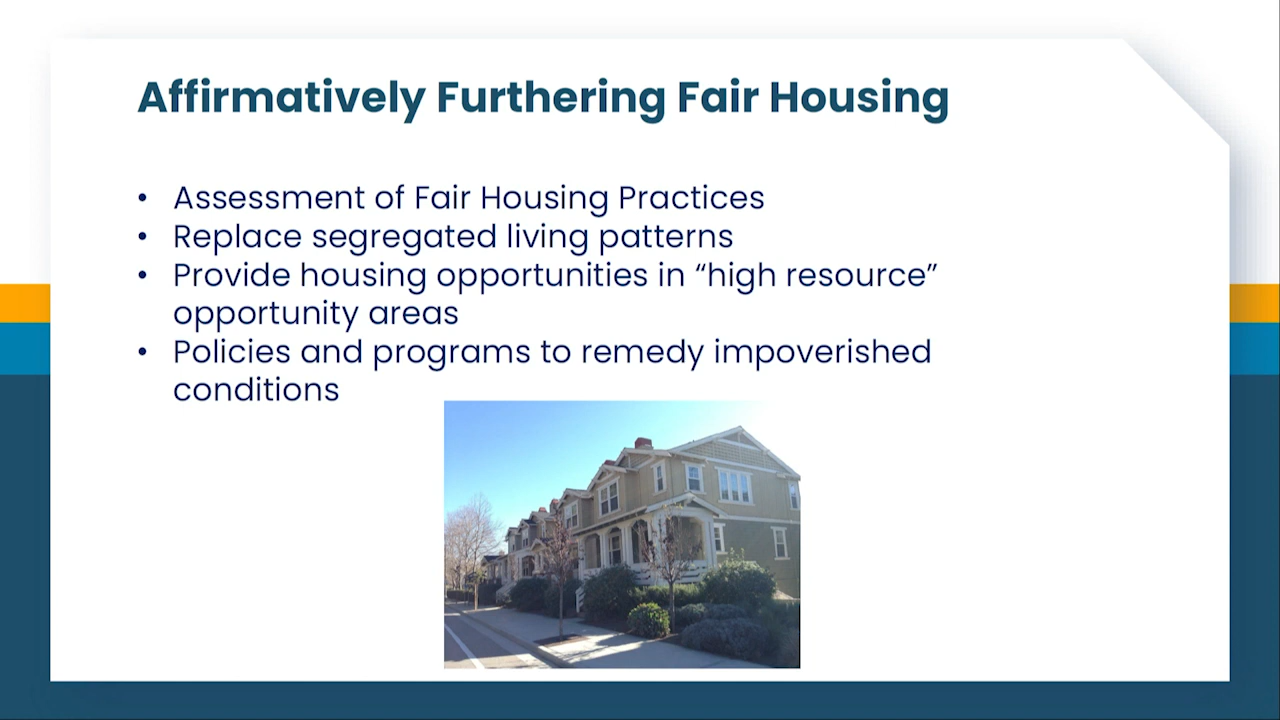 Affirmatively Furthering Fair Housing
• Assessment of Fair Housing Practices
• Replace segregated living patterns
• Provide housing opportunities in “high resource”
opportunity areas
• Policies and programs to remedy impoverished
conditions